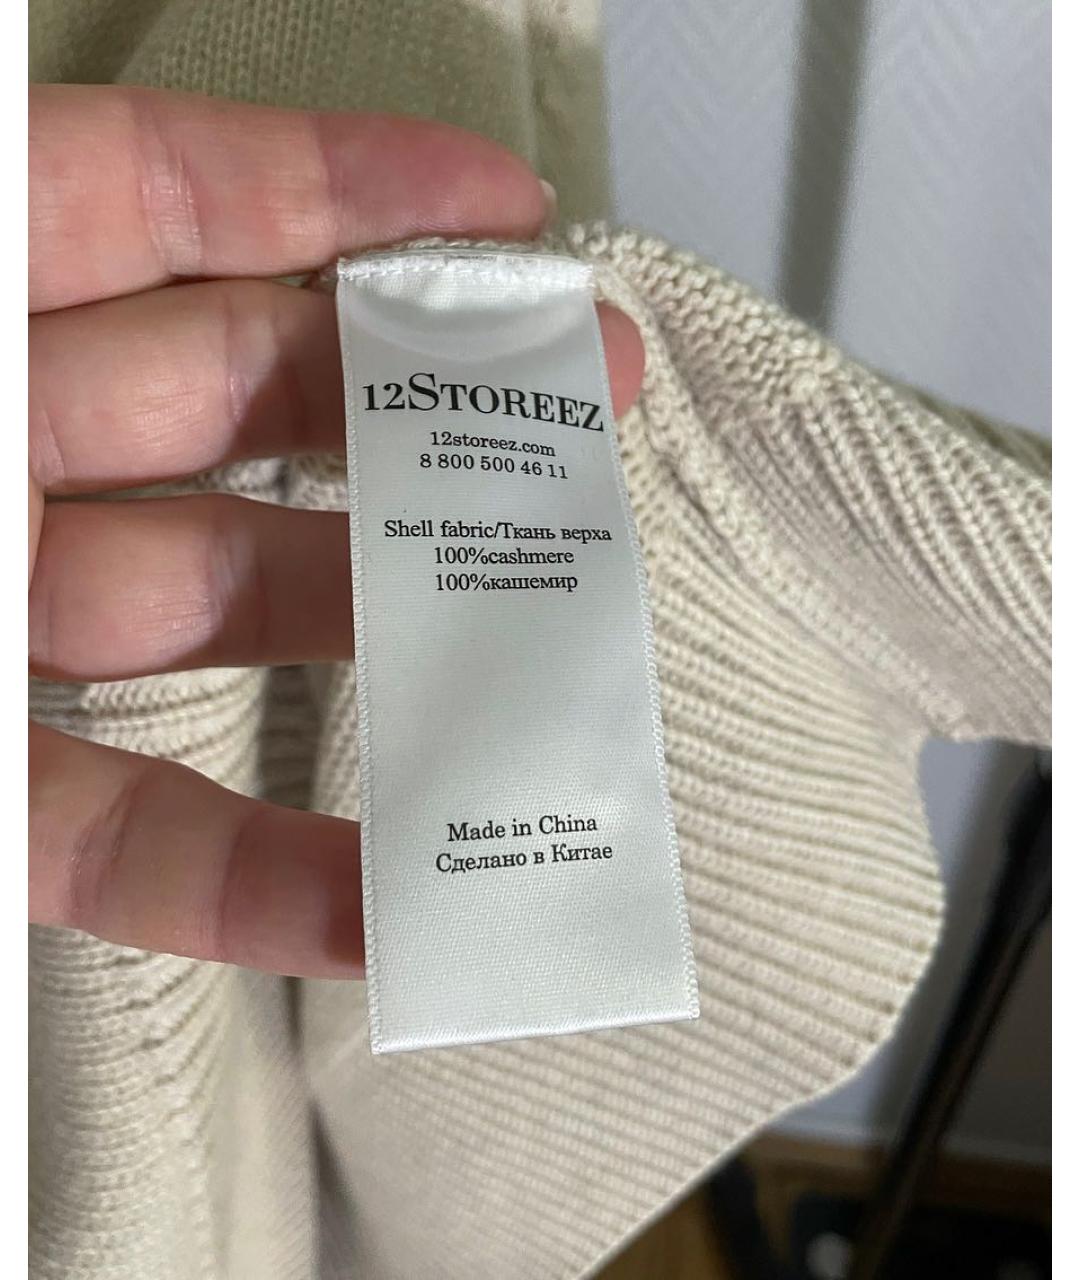 12STOREEZ
12storeez.com
8 800 500 46 11
Shell fabric/Ткань верха
100%cashmere
100%кашемир
Made in China
Сделано в Китае